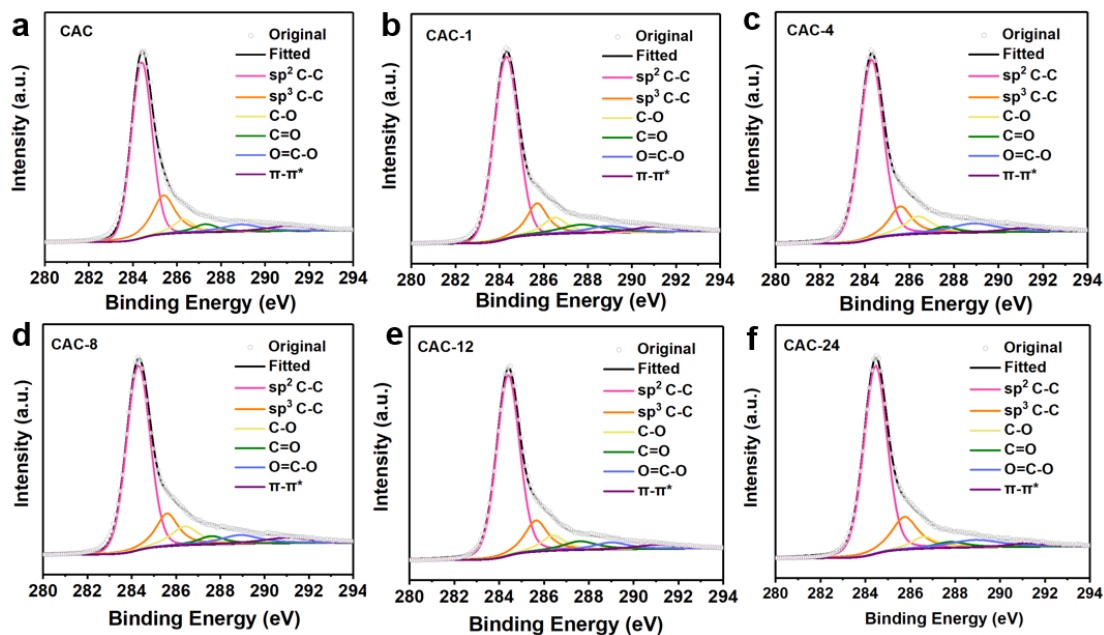 a
CAC
Original
Fitted
sp² C-C
sp³ C-C
C-O
C=O
O=C-O
π-π*
Intensity (a.u.)
280 282 284 286 288 290 292 294
Binding Energy (eV)
b
CAC-1
Original
Fitted
sp² C-C
sp³ C-C
C-O
C=O
O=C-O
π-π*
Intensity (a.u.)
280 282 284 286 288 290 292 294
Binding Energy (eV)
c
CAC-4
Original
Fitted
sp² C-C
sp³ C-C
C-O
C=O
O=C-O
π-π*
Intensity (a.u.)
280 282 284 286 288 290 292 294
Binding Energy (eV)
d
CAC-8
Original
Fitted
sp² C-C
sp³ C-C
C-O
C=O
O=C-O
π-π*
Intensity (a.u.)
280 282 284 286 288 290 292 294
Binding Energy (eV)
e
CAC-12
Original
Fitted
sp² C-C
sp³ C-C
C-O
C=O
O=C-O
π-π*
Intensity (a.u.)
280 282 284 286 288 290 292 294
Binding Energy (eV)
f
CAC-24
Original
Fitted
sp² C-C
sp³ C-C
C-O
C=O
O=C-O
π-π*
Intensity (a.u.)
280 282 284 286 288 290 292 294
Binding Energy (eV)